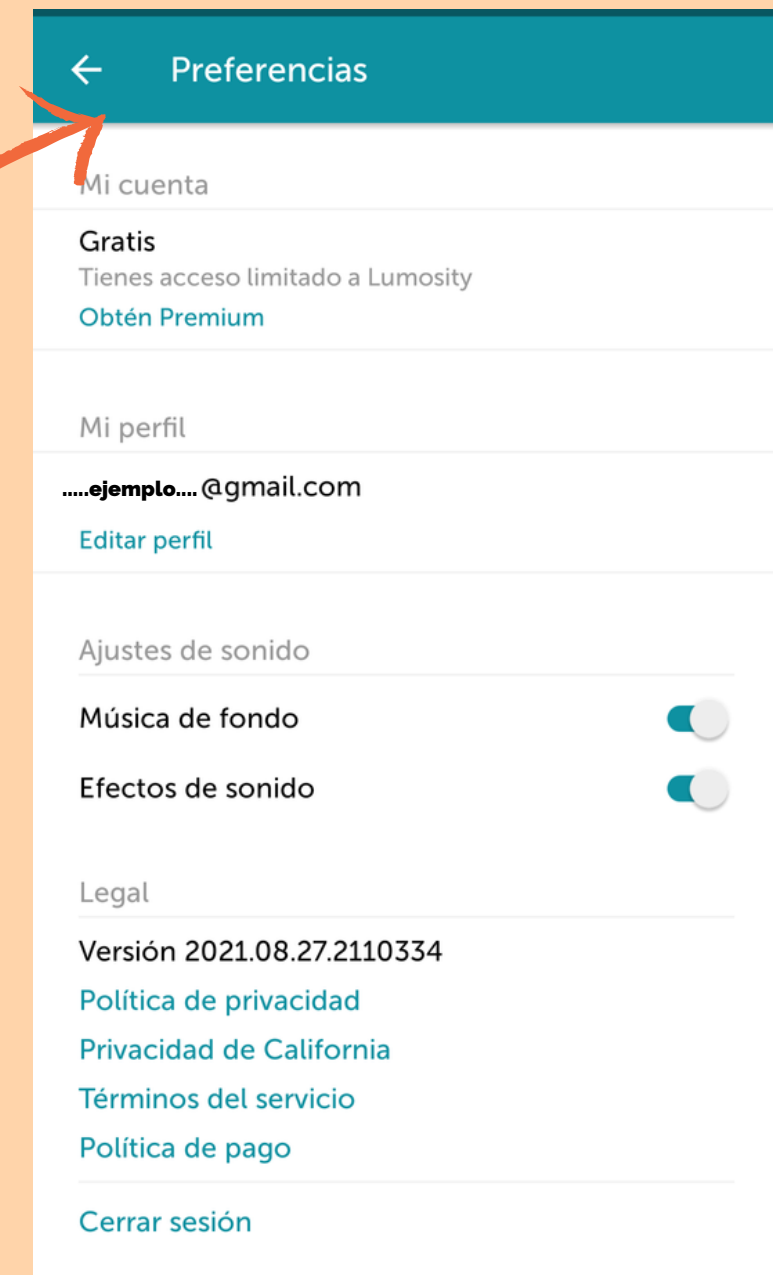 Preferencias
Mi cuenta
Gratis
Tienes acceso limitado a Lumosity
Obtén Premium
Mi perfil
.....ejemplo....@gmail.com
Editar perfil
Ajustes de sonido
Música de fondo
Efectos de sonido
Legal
Versión 2021.08.27.2110334
Política de privacidad
Privacidad de California
Términos del servicio
Política de pago
Cerrar sesión